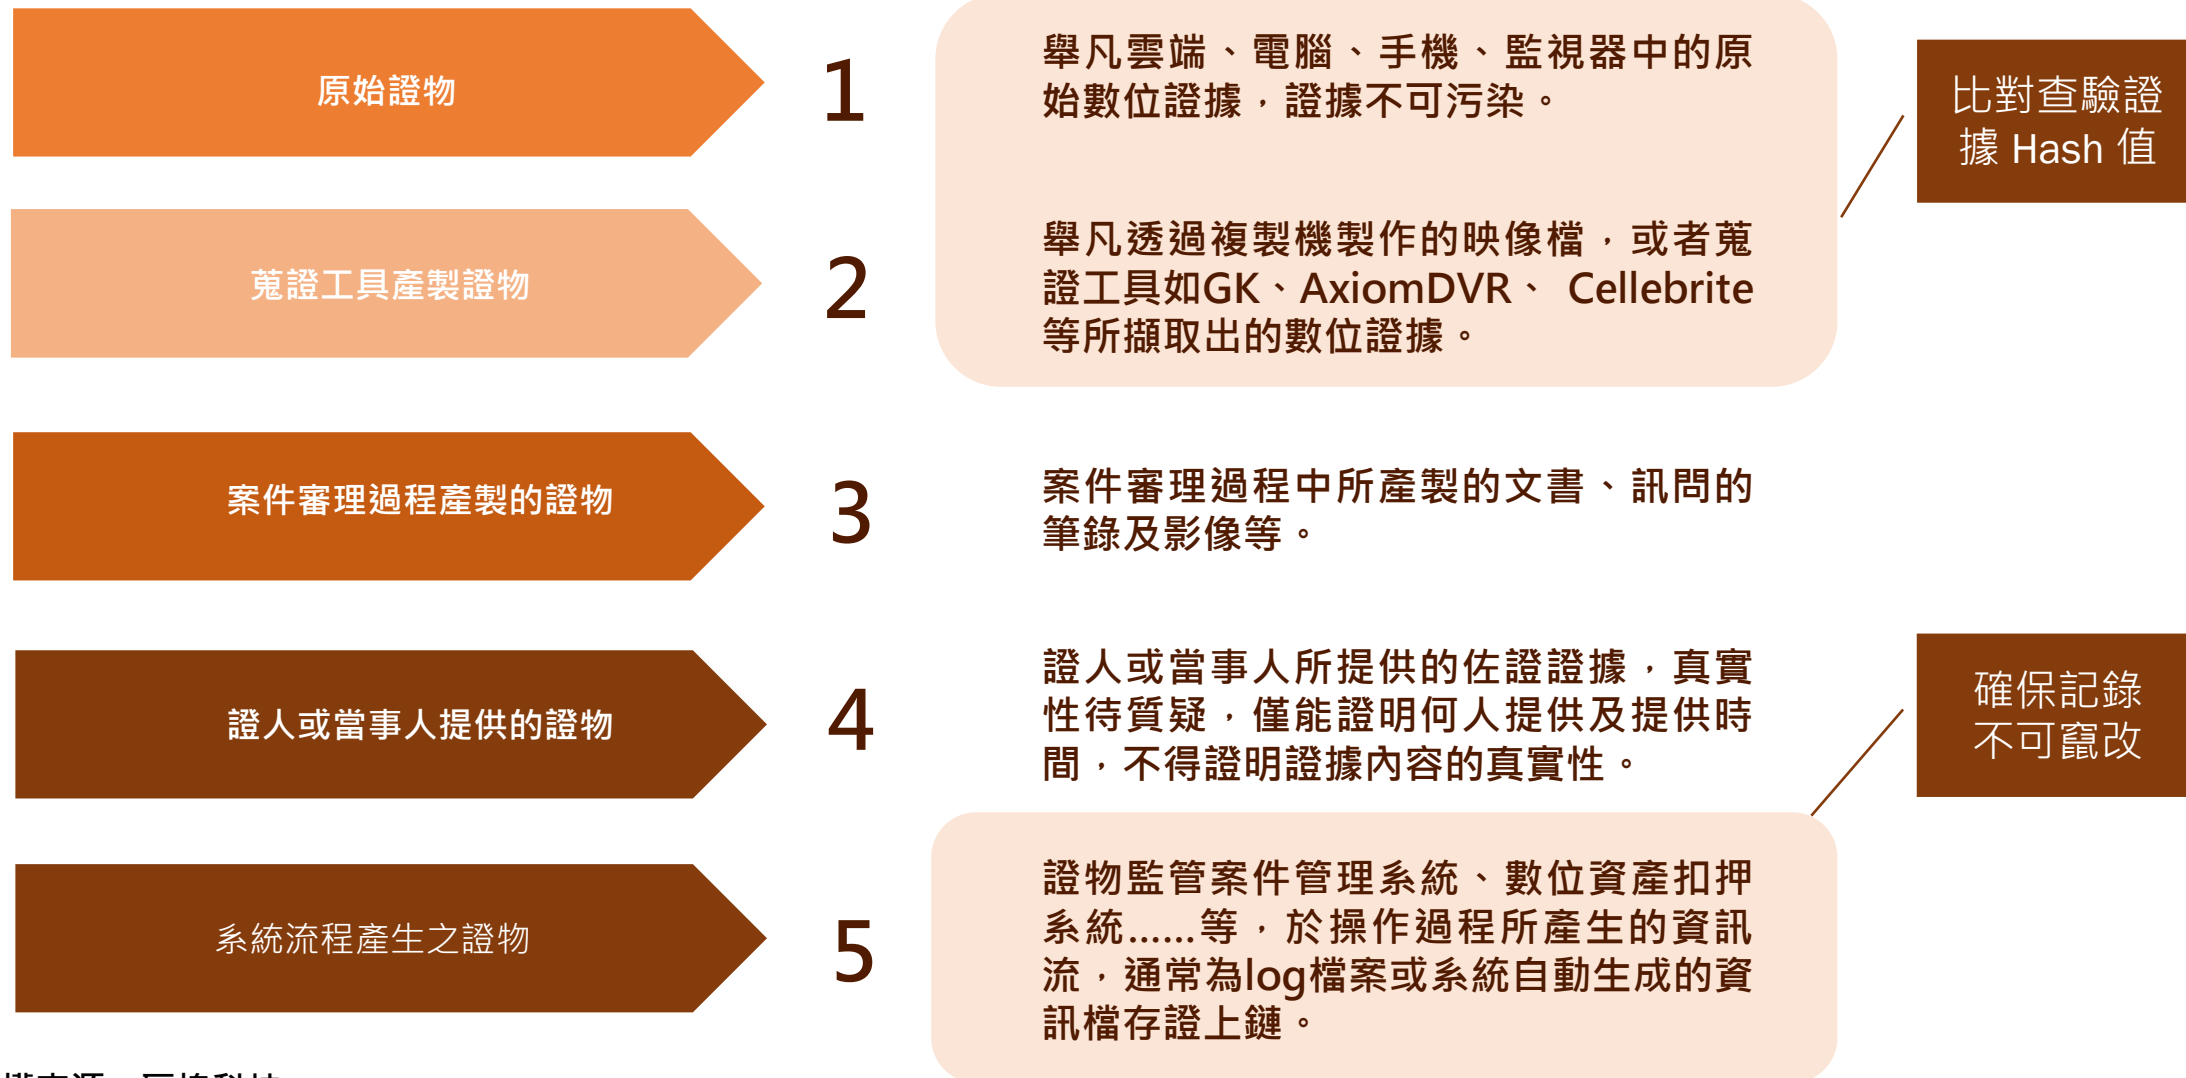 原始證物
1
舉凡雲端、電腦、手機、監視器中的原
始數位證據，證據不可污染。
比對查驗證
據 Hash 值
蒐證工具產製證物
2
舉凡透過複製機製作的映像檔，或者蒐
證工具如GK、AxiomDVR、 Cellebrite
等所擷取出的數位證據。
案件審理過程產製的證物
3
案件審理過程中所產製的文書、訊問的
筆錄及影像等。
證人或當事人提供的證物
4
證人或當事人所提供的佐證證據，真實
性待質疑，僅能證明何人提供及提供時
間，不得證明證據內容的真實性。
確保記錄
不可竄改
系統流程產生之證物
5
證物監管案件管理系統、數位資產扣押
系統......等，於操作過程所產生的資訊
流，通常為log檔案或系統自動生成的資
訊檔存證上鏈。